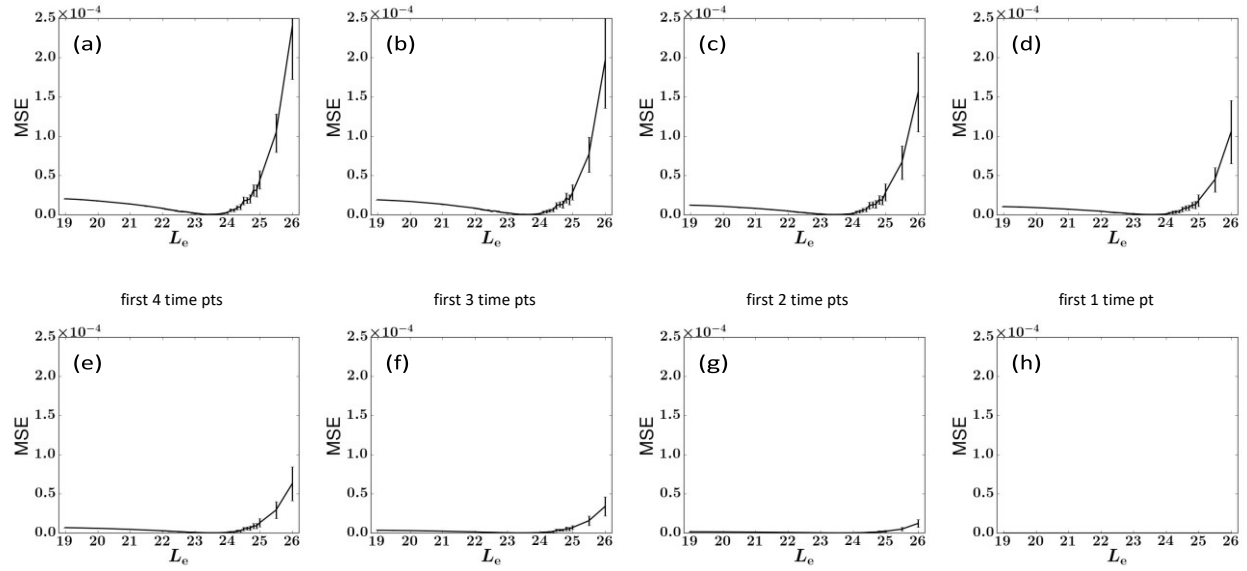 2.5 ×10⁻⁴ 2.5 ×10⁻⁴ 2.5 ×10⁻⁴ 2.5 ×10⁻⁴
(a) (b) (c) (d)
2.0 2.0 2.0 2.0
1.5 1.5 1.5 1.5
MSE MSE MSE MSE
1.0 1.0 1.0 1.0
0.5 0.5 0.5 0.5
0.0 0.0 0.0 0.0
19 20 21 22 23 24 25 26 19 20 21 22 23 24 25 26 19 20 21 22 23 24 25 26 19 20 21 22 23 24 25 26
Lₑ Lₑ Lₑ Lₑ
first 4 time pts first 3 time pts first 2 time pts first 1 time pt
2.5 ×10⁻⁴ 2.5 ×10⁻⁴ 2.5 ×10⁻⁴ 2.5 ×10⁻⁴
(e) (f) (g) (h)
2.0 2.0 2.0 2.0
1.5 1.5 1.5 1.5
MSE MSE MSE MSE
1.0 1.0 1.0 1.0
0.5 0.5 0.5 0.5
0.0 0.0 0.0 0.0
19 20 21 22 23 24 25 26 19 20 21 22 23 24 25 26 19 20 21 22 23 24 25 26 19 20 21 22 23 24 25 26
Lₑ Lₑ Lₑ Lₑ